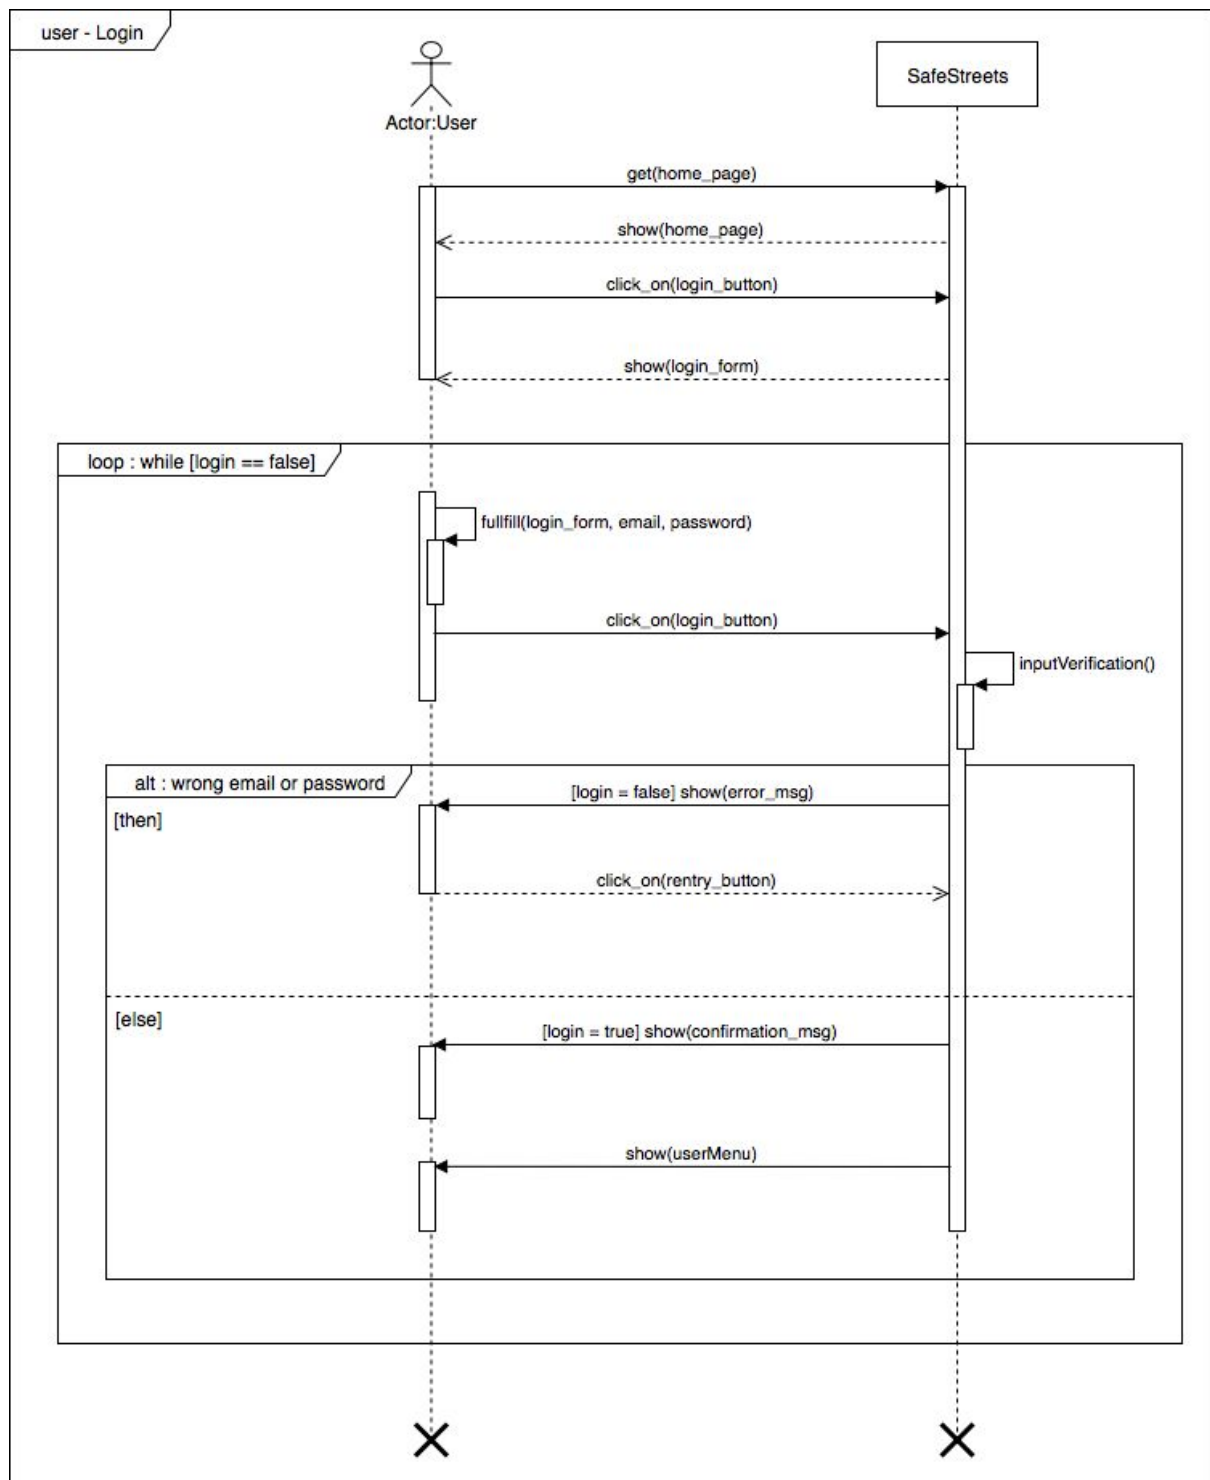 user - Login
SafeStreets
Actor:User
get(home_page)
show(home_page)
click_on(login_button)
show(login_form)
loop : while [login == false]
fullfill(login_form, email, password)
click_on(login_button)
inputVerification()
alt : wrong email or password
[login = false] show(error_msg)
[then]
click_on(rentry_button)
[else]
[login = true] show(confirmation_msg)
show(userMenu)